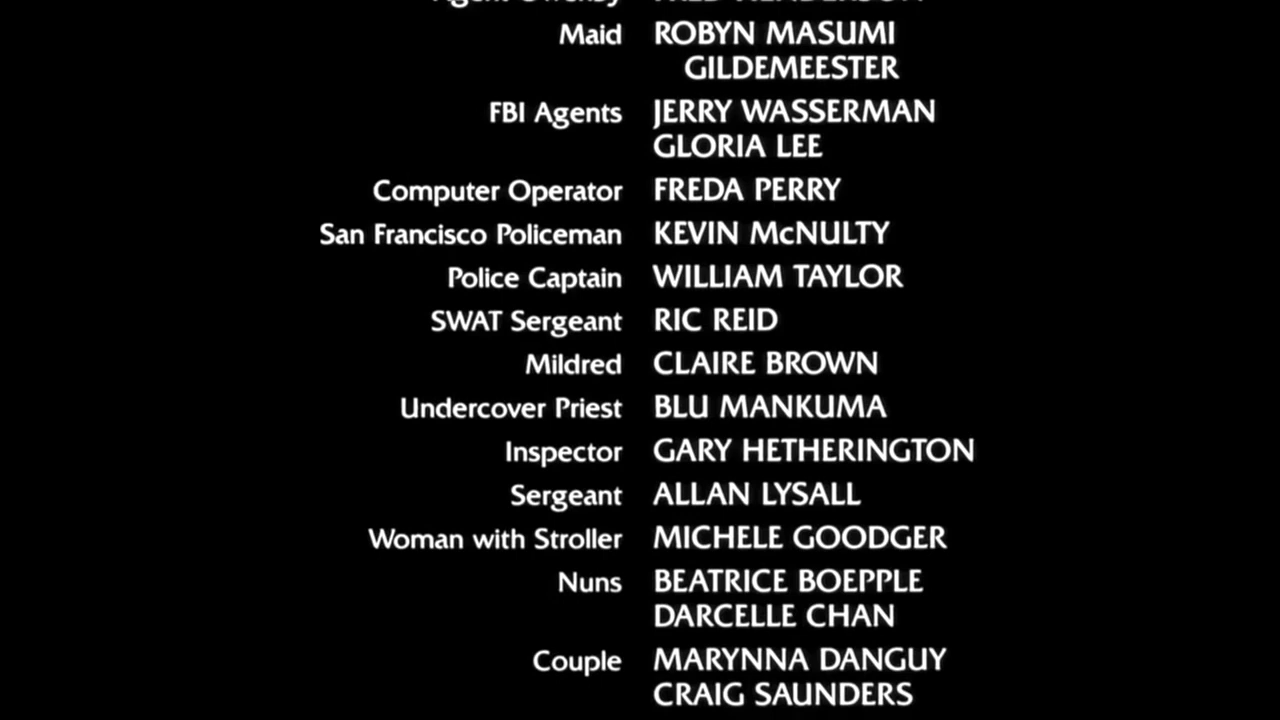 Maid ROBYN MASUMI
GILDEMEESTER
FBI Agents JERRY WASSERMAN
GLORIA LEE
Computer Operator FREDA PERRY
San Francisco Policeman KEVIN McNULTY
Police Captain WILLIAM TAYLOR
SWAT Sergeant RIC REID
Mildred CLAIRE BROWN
Undercover Priest BLU MANKUMA
Inspector GARY HETHERINGTON
Sergeant ALLAN LYSALL
Woman with Stroller MICHELE GOODGER
Nuns BEATRICE BOEPPLE
DARCELLE CHAN
Couple MARYNNA DANGUY
CRAIG SAUNDERS